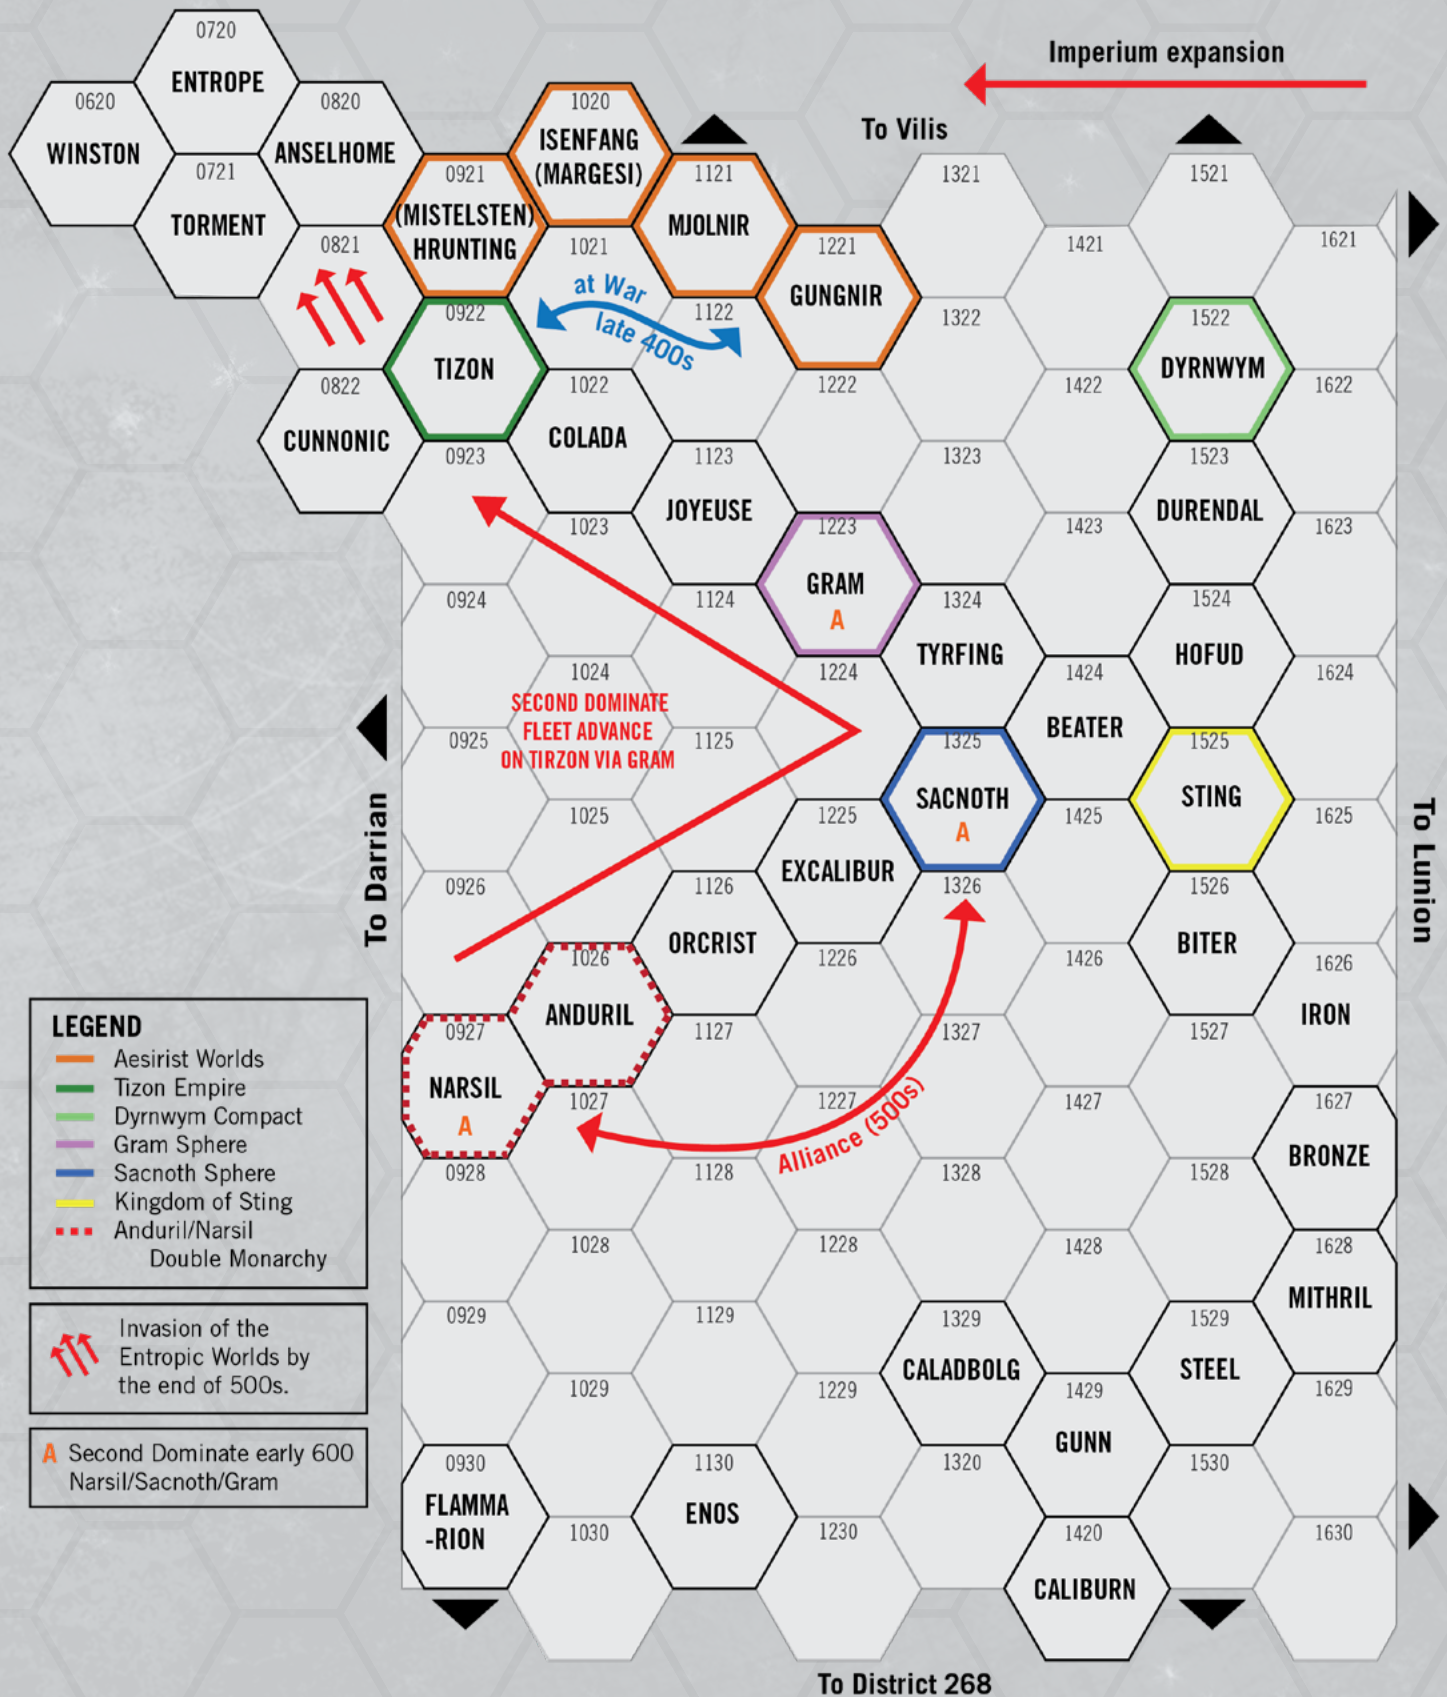 Imperium expansion
To Vilis
0720
ENTROPE
0620
WINSTON
0820
ANSELHOME
1020
ISENFANG
(MARGESI)
0721
TORMENT
0921
(MISTELSTEN)
HRUNTING
1121
MJOLNIR
1321
1521
0821
1021
1221
GUNGNIR
1421
1621
at War
late 400s
0922
TIZON
1122
1322
1522
DYRNWYM
0822
CUNNONIC
1022
COLADA
1222
1422
1622
0923
1123
JOYEUSE
1323
1523
DURENDAL
1023
1223
GRAM
A
1423
1623
0924
1124
1324
TYRFING
1524
HOFUD
1024
1224
1424
BEATER
1624
SECOND DOMINATE
FLEET ADVANCE
ON TIRZON VIA GRAM
0925
1125
1325
SACNOTH
A
1525
STING
1025
1225
EXCALIBUR
1425
1625
To Darrian
To Lunion
0926
1126
ORCRIST
1326
1526
BITER
1026
ANDURIL
1226
1426
1626
IRON
0927
NARSIL
A
1127
1327
1527
1027
1227
1427
1627
BRONZE
Alliance (500s)
0928
1128
1328
1528
1028
1228
1428
1628
MITHRIL
0929
1129
1329
CALADBOLG
1529
STEEL
1029
1229
1429
GUNN
1629
0930
FLAMMA
-RION
1130
ENOS
1320
1530
1030
1230
1420
CALIBURN
1630
To District 268
LEGEND
Aesirist Worlds
Tizon Empire
Dyrnwym Compact
Gram Sphere
Sacnoth Sphere
Kingdom of Sting
Anduril/Narsil
Double Monarchy
Invasion of the
Entropic Worlds by
the end of 500s.
A Second Dominate early 600
Narsil/Sacnoth/Gram